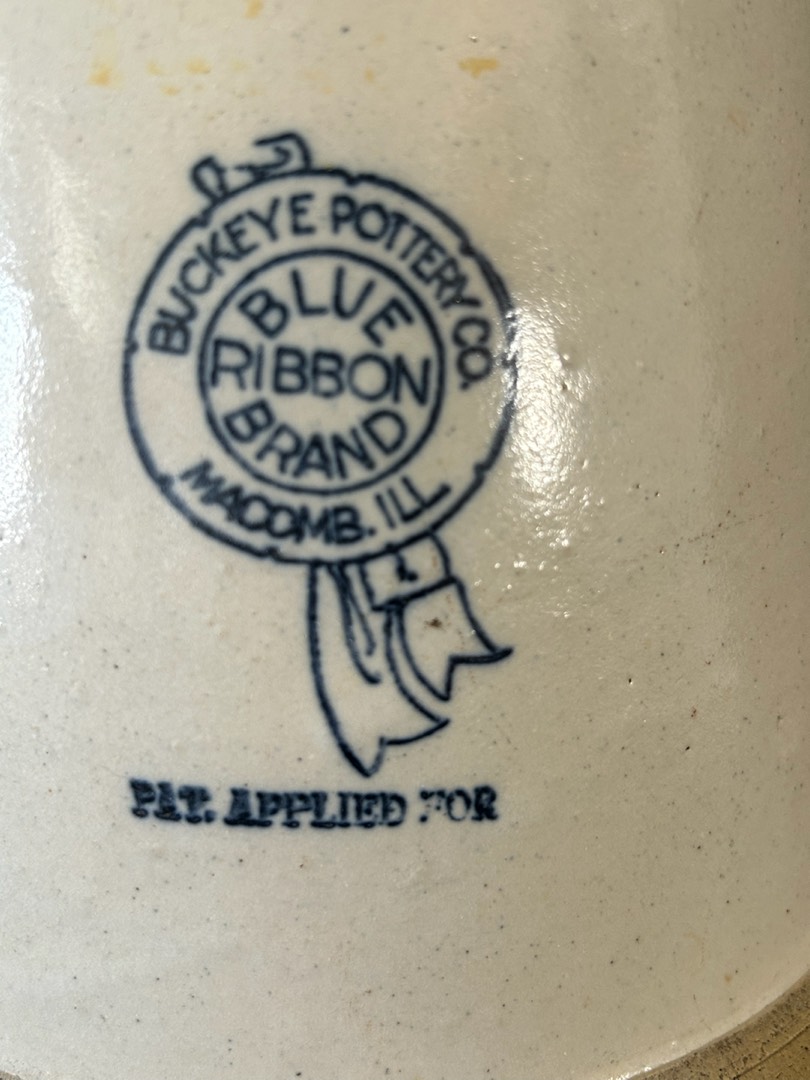 BUCKEYE POTTERY CO.
BLUE
RIBBON
BRAND
MACOMB. ILL
PAT. APPLIED FOR